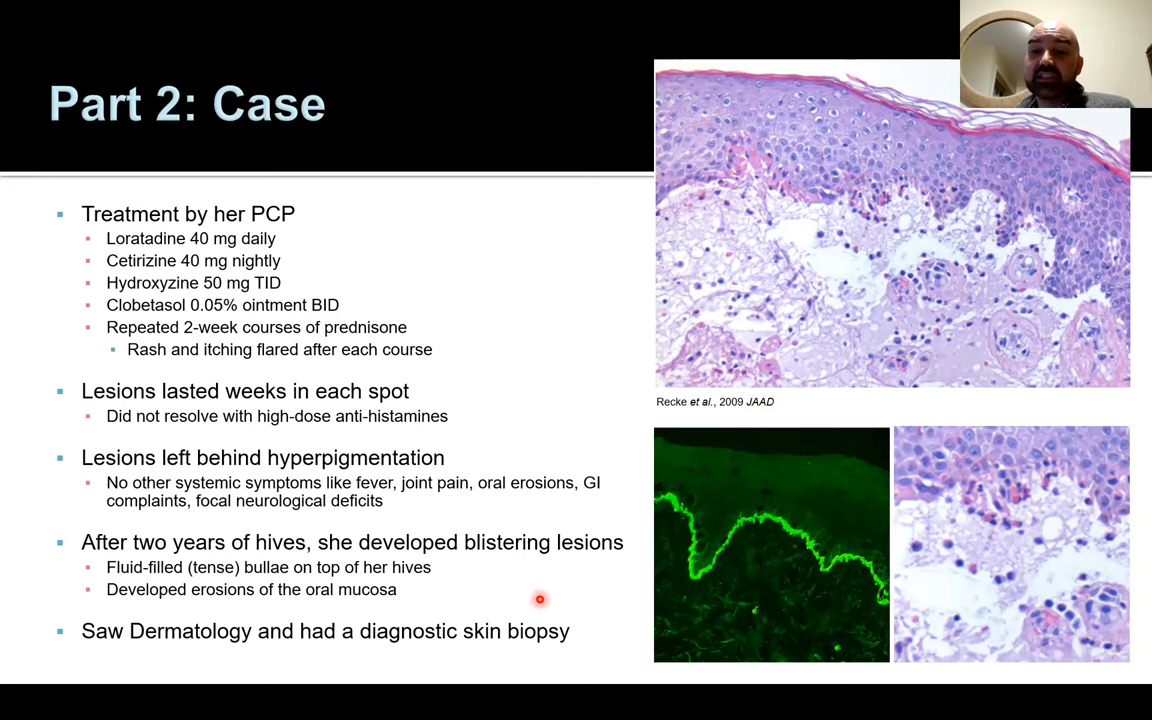 Part 2: Case
Treatment by her PCP
Loratadine 40 mg daily
Cetirizine 40 mg nightly
Hydroxyzine 50 mg TID
Clobetasol 0.05% ointment BID
Repeated 2-week courses of prednisone
Rash and itching flared after each course
Lesions lasted weeks in each spot
Did not resolve with high-dose anti-histamines
Lesions left behind hyperpigmentation
No other systemic symptoms like fever, joint pain, oral erosions, GI
complaints, focal neurological deficits
After two years of hives, she developed blistering lesions
Fluid-filled (tense) bullae on top of her hives
Developed erosions of the oral mucosa
Saw Dermatology and had a diagnostic skin biopsy
Recke et al., 2009 JAAD